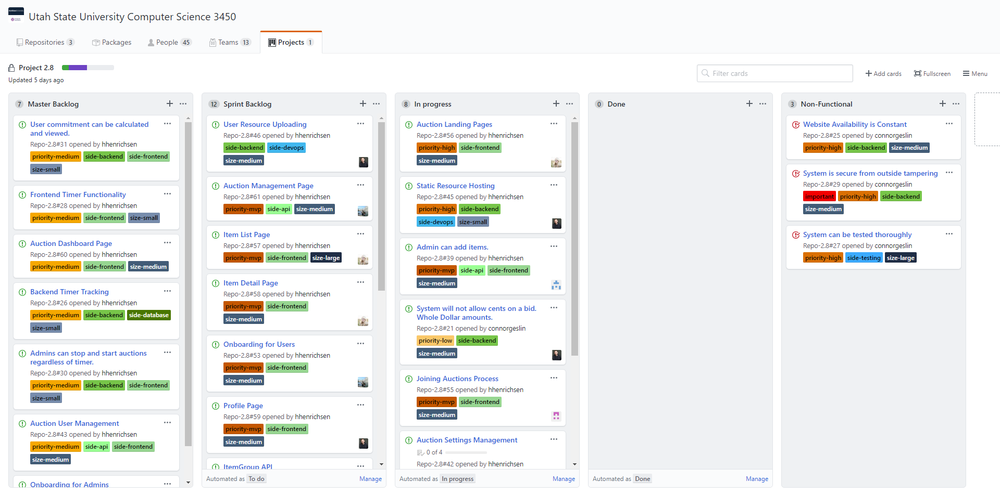 Utah State University Computer Science 3450
Repositories 3
Packages
People 45
Teams 13
Projects 1
Project 2.8
Updated 5 days ago
Filter cards
Add cards
Fullscreen
Menu
7 Master Backlog
User commitment can be calculated
and viewed.
Repo-2.8#31 opened by hhenrichsen
priority-medium side-backend side-frontend
size-small
Frontend Timer Functionality
Repo-2.8#28 opened by hhenrichsen
priority-medium side-frontend size-small
Auction Dashboard Page
Repo-2.8#60 opened by hhenrichsen
priority-medium side-frontend size-medium
Backend Timer Tracking
Repo-2.8#26 opened by hhenrichsen
priority-medium side-backend side-database
size-small
Admins can stop and start auctions
regardless of timer.
Repo-2.8#30 opened by hhenrichsen
priority-medium side-backend side-frontend
size-small
Auction User Management
Repo-2.8#43 opened by hhenrichsen
priority-medium side-api side-frontend
size-medium
Onboarding for Admins
12 Sprint Backlog
User Resource Uploading
Repo-2.8#46 opened by hhenrichsen
side-backend side-devops
size-medium
Auction Management Page
Repo-2.8#61 opened by hhenrichsen
priority-mvp side-api size-medium
Item List Page
Repo-2.8#57 opened by hhenrichsen
priority-mvp side-frontend size-large
Item Detail Page
Repo-2.8#58 opened by hhenrichsen
priority-mvp side-frontend
size-medium
Onboarding for Users
Repo-2.8#53 opened by hhenrichsen
priority-mvp side-frontend
size-medium
Profile Page
Repo-2.8#59 opened by hhenrichsen
priority-mvp side-frontend
size-medium
ItemGroup API
Automated as To do
Manage
8 In progress
Auction Landing Pages
Repo-2.8#56 opened by hhenrichsen
priority-high side-frontend
size-medium
Static Resource Hosting
Repo-2.8#45 opened by hhenrichsen
priority-high side-backend
side-devops size-small
Admin can add items.
Repo-2.8#39 opened by hhenrichsen
priority-mvp side-api side-frontend
size-medium
System will not allow cents on a bid.
Whole Dollar amounts.
Repo-2.8#21 opened by connorgeslin
priority-low side-backend
size-medium
Joining Auctions Process
Repo-2.8#55 opened by hhenrichsen
priority-mvp side-frontend
size-medium
Auction Settings Management
0 of 4
Repo-2.8#42 opened by hhenrichsen
Automated as In progress
Manage
0 Done
Automated as Done
Manage
3 Non-Functional
Website Availability is Constant
Repo-2.8#25 opened by connorgeslin
priority-high side-backend size-medium
System is secure from outside tampering
Repo-2.8#29 opened by connorgeslin
important priority-high side-backend
size-medium
System can be tested thoroughly
Repo-2.8#27 opened by connorgeslin
priority-high side-testing size-large